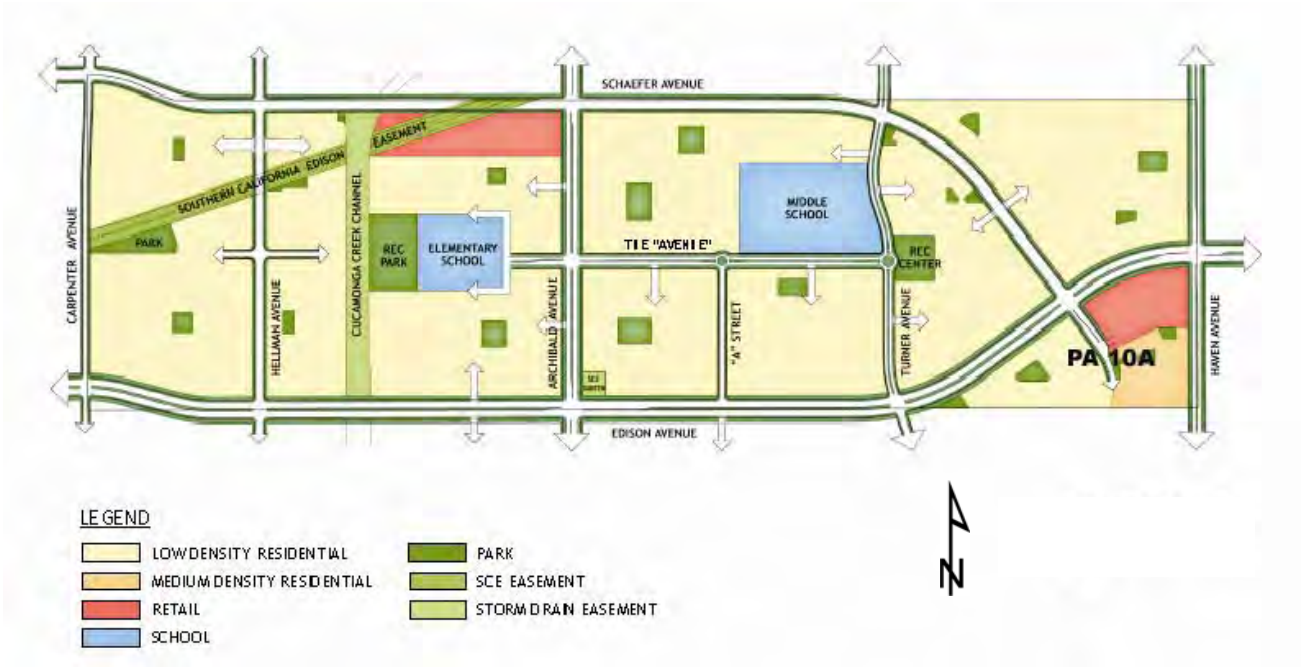 SCHAEFER AVENUE
SOUTHERN CALIFORNIA EDISON EASEMENT
CUCAMONGA CREEK CHANNEL
MIDDLE
SCHOOL
PARK
CARPENTER AVENUE
REC
PARK
ELEMENTARY
SCHOOL
THE "AVENUE"
REC
CENTER
HELLMAN AVENUE
ARCHIBALD AVENUE
"A" STREET
TURNER AVENUE
HAVEN AVENUE
PA 10A
EDISON AVENUE
N
LEGEND
LOW DENSITY RESIDENTIAL
MEDIUM DENSITY RESIDENTIAL
RETAIL
SCHOOL
PARK
SCE EASEMENT
STORM DRAIN EASEMENT